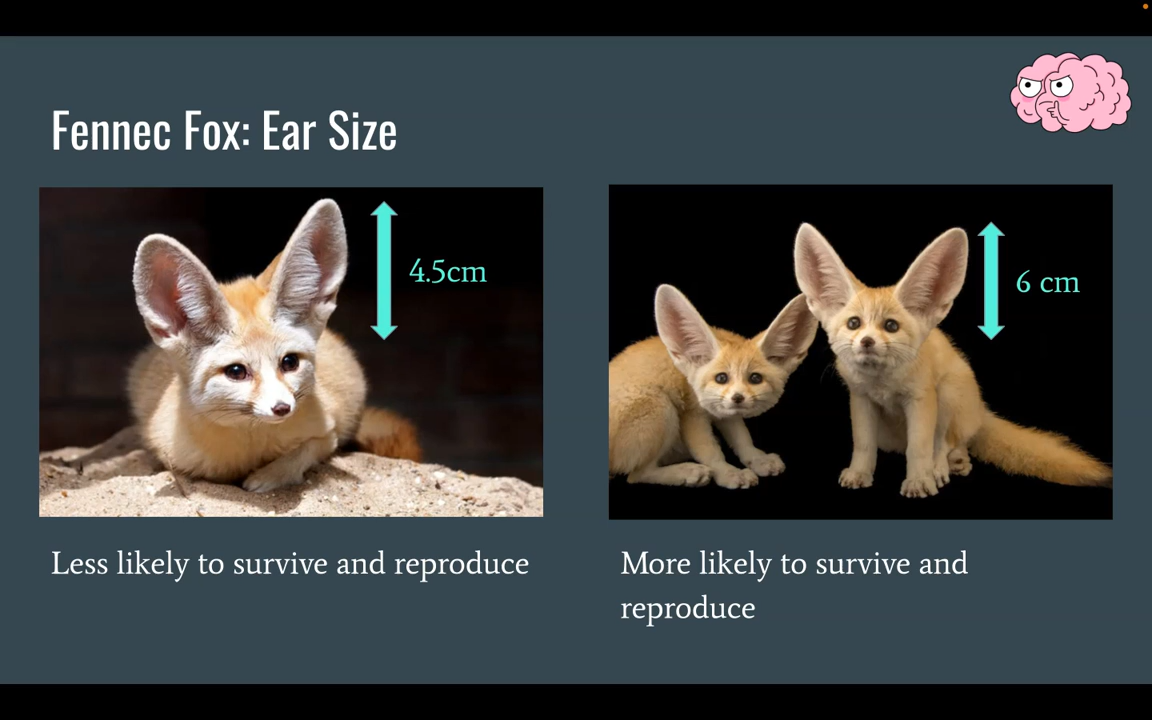 Fennec Fox: Ear Size
4.5cm
6 cm
Less likely to survive and reproduce
More likely to survive and
reproduce